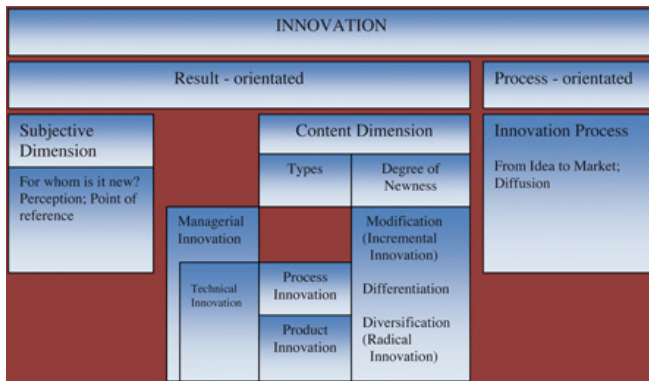 INNOVATION
Result - orientated
Process - orientated
Subjective
Dimension
For whom is it new?
Perception; Point of
reference
Content Dimension
Types
Degree of
Newness
Managerial
Innovation
Technical
Innovation
Process
Innovation
Product
Innovation
Modification
(Incremental
Innovation)
Differentiation
Diversification
(Radical
Innovation)
Innovation Process
From Idea to Market;
Diffusion